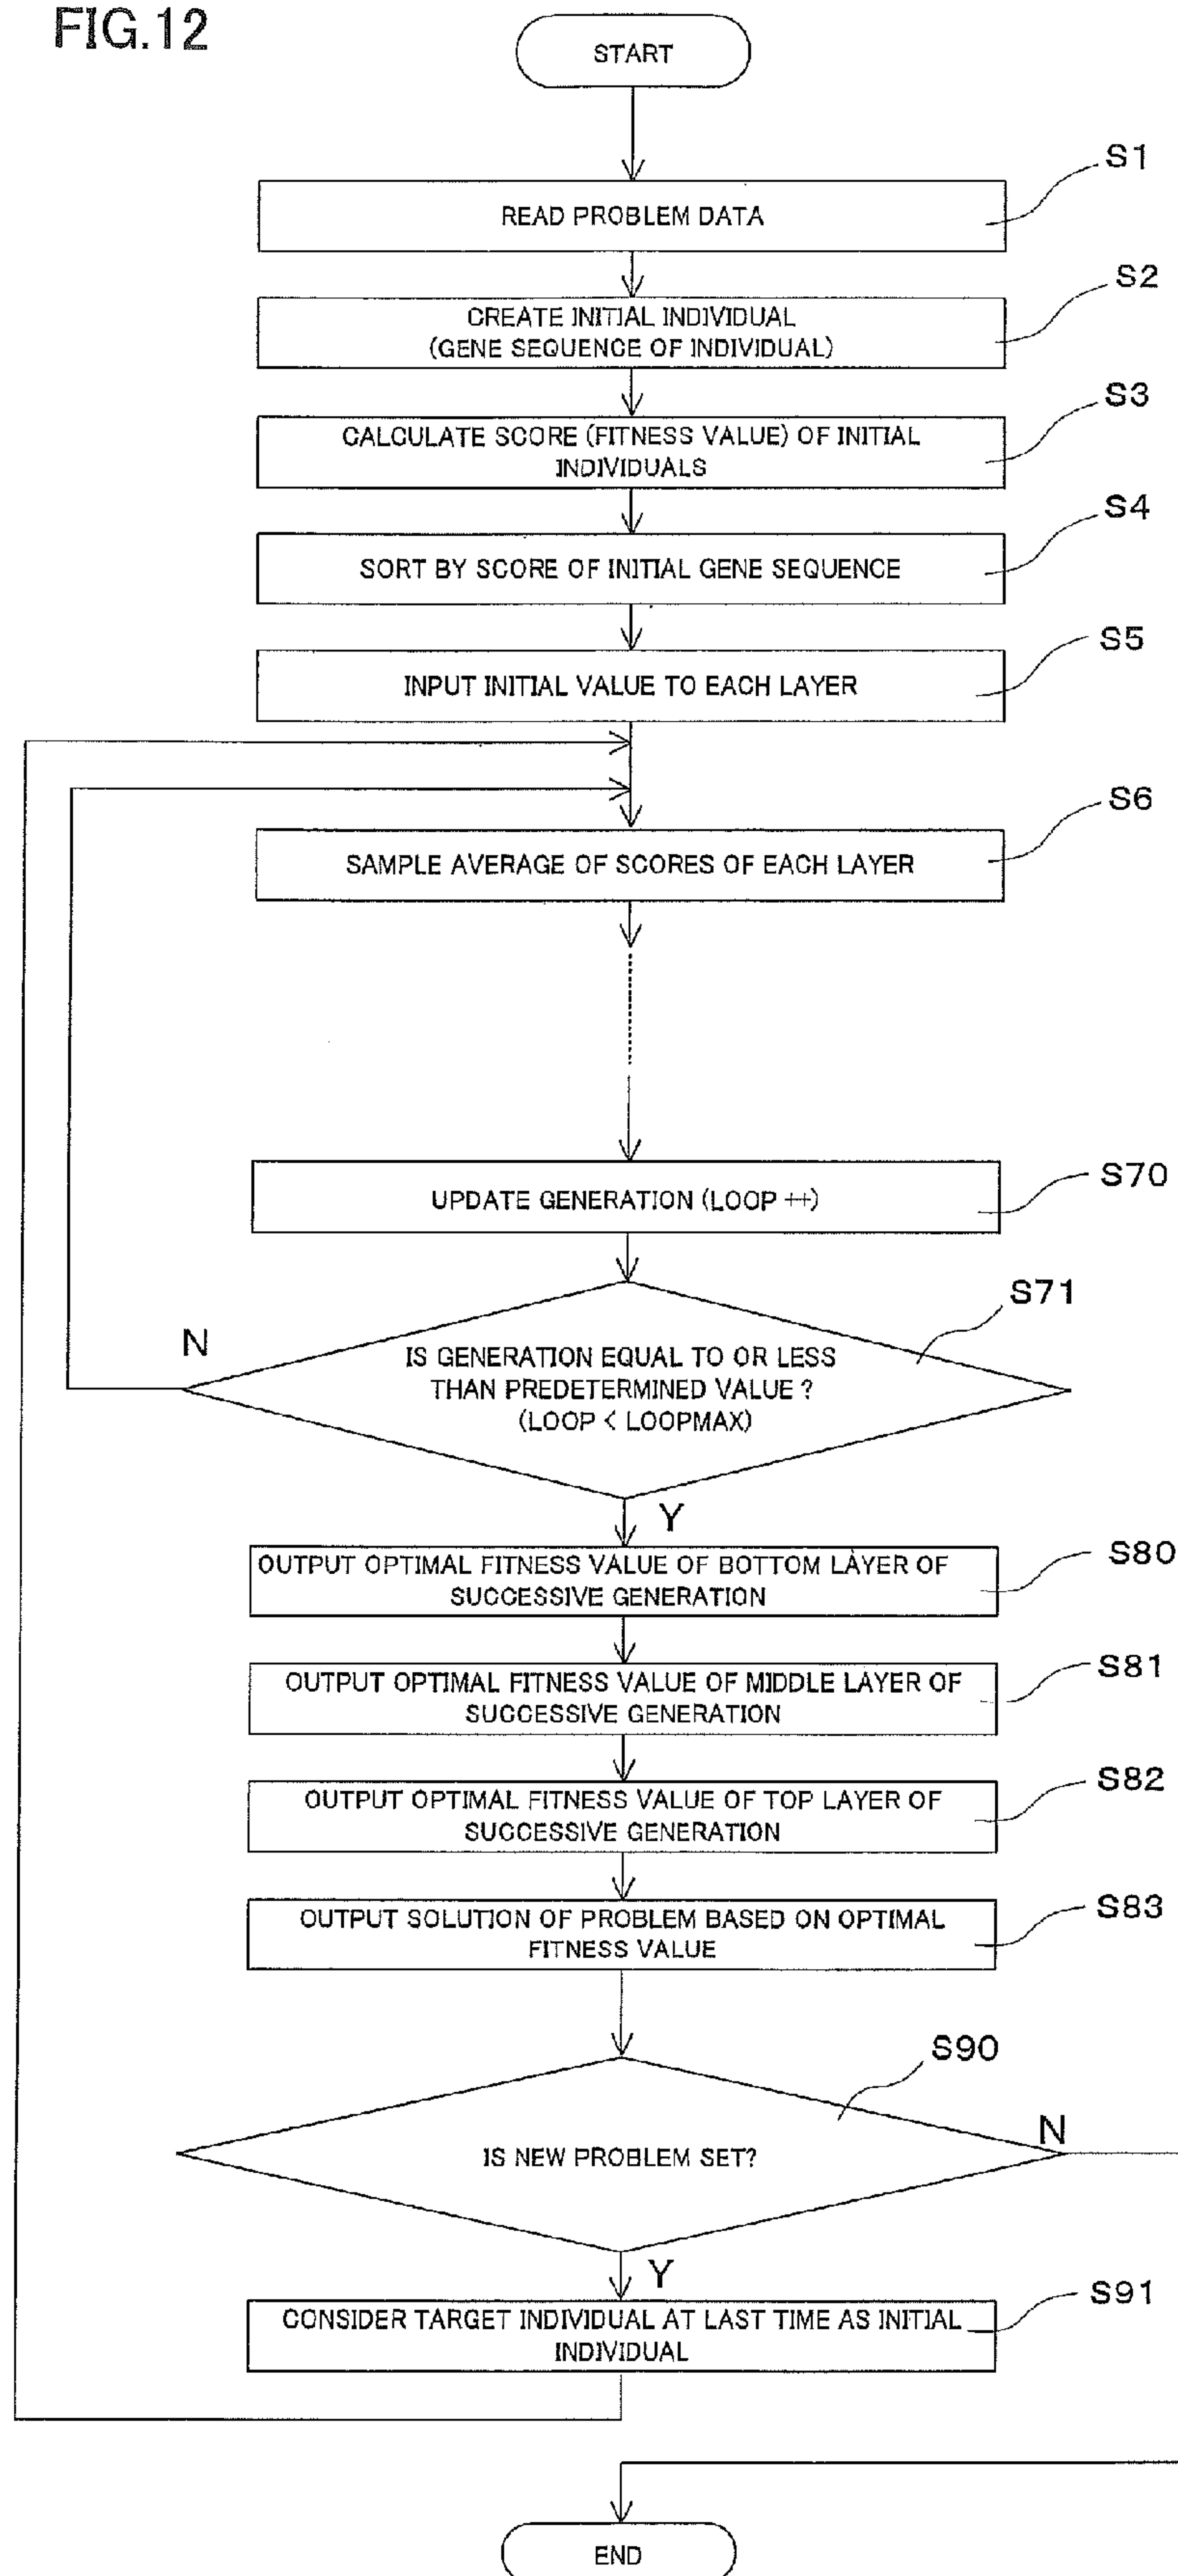 FIG.12
START
S1
READ PROBLEM DATA
S2
CREATE INITIAL INDIVIDUAL
(GENE SEQUENCE OF INDIVIDUAL)
S3
CALCULATE SCORE (FITNESS VALUE) OF INITIAL
INDIVIDUALS
S4
SORT BY SCORE OF INITIAL GENE SEQUENCE
S5
INPUT INITIAL VALUE TO EACH LAYER
S6
SAMPLE AVERAGE OF SCORES OF EACH LAYER
S70
UPDATE GENERATION (LOOP ++)
S71
N
IS GENERATION EQUAL TO OR LESS
THAN PREDETERMINED VALUE ?
(LOOP < LOOPMAX)
Y
S80
OUTPUT OPTIMAL FITNESS VALUE OF BOTTOM LAYER OF
SUCCESSIVE GENERATION
S81
OUTPUT OPTIMAL FITNESS VALUE OF MIDDLE LAYER OF
SUCCESSIVE GENERATION
S82
OUTPUT OPTIMAL FITNESS VALUE OF TOP LAYER OF
SUCCESSIVE GENERATION
S83
OUTPUT SOLUTION OF PROBLEM BASED ON OPTIMAL
FITNESS VALUE
S90
N
IS NEW PROBLEM SET?
Y
S91
CONSIDER TARGET INDIVIDUAL AT LAST TIME AS INITIAL
INDIVIDUAL
END